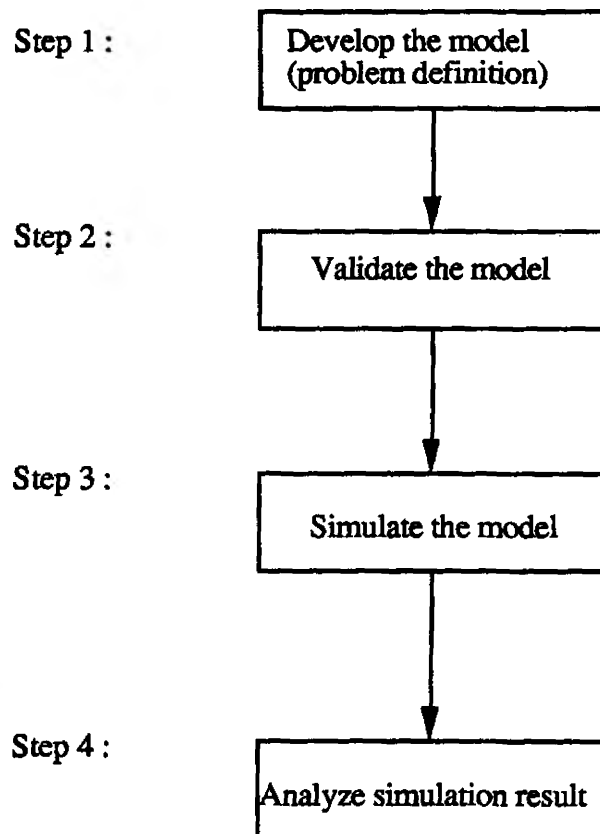 Step 1 :
Develop the model
(problem definition)
Step 2 :
Validate the model
Step 3 :
Simulate the model
Step 4 :
Analyze simulation result